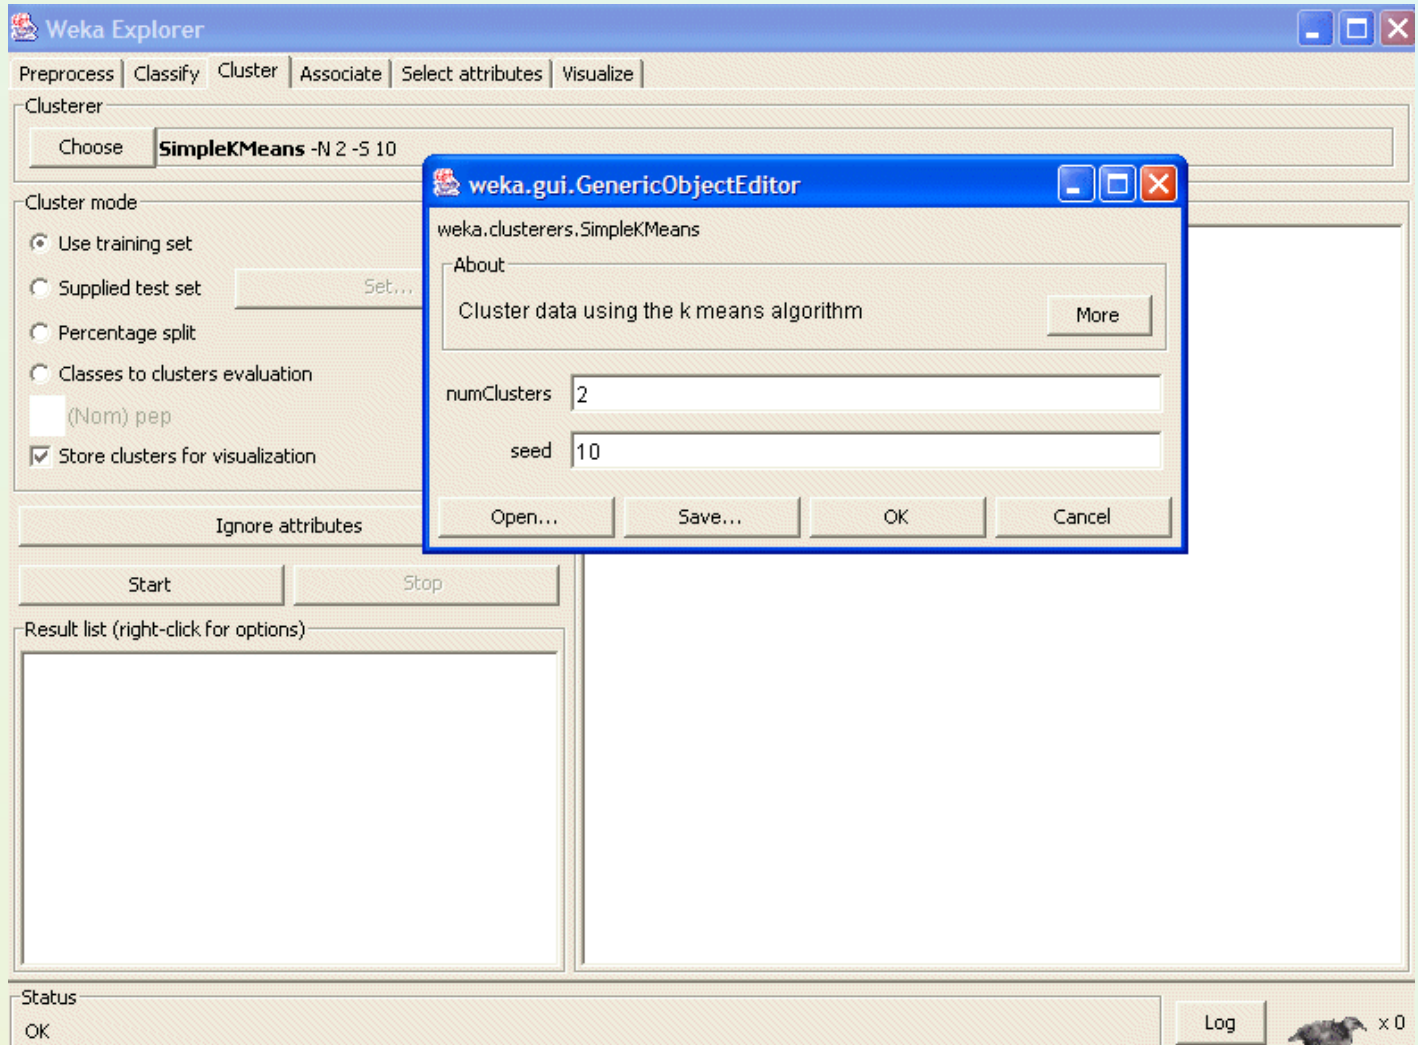 Weka Explorer
Preprocess Classify Cluster Associate Select attributes Visualize
Clusterer
Choose SimpleKMeans -N 2 -S 10
Cluster mode
Use training set
Supplied test set Set...
Percentage split
Classes to clusters evaluation
(Nom) pep
Store clusters for visualization
Ignore attributes
Start Stop
Result list (right-click for options)
weka.gui.GenericObjectEditor
weka.clusterers.SimpleKMeans
About
Cluster data using the k means algorithm More
numClusters 2
seed 10
Open... Save... OK Cancel
Status
OK
Log x 0